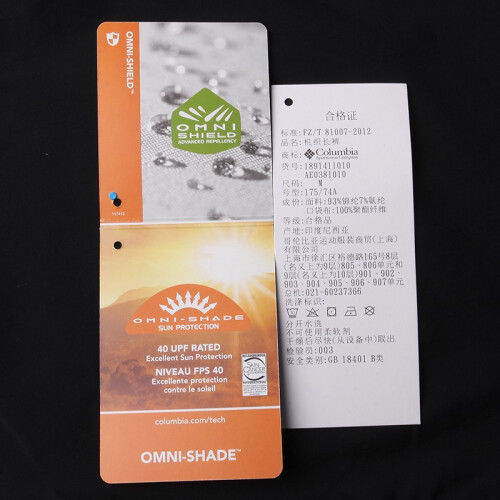 OMNI-SHIELD™
OMNI
SHIELD
ADVANCED REPELLENCY
OMNI-SHADE
SUN PROTECTION
40 UPF RATED
Excellent Sun Protection
NIVEAU FPS 40
Excellente protection
contre le soleil
columbia.com/tech
OMNI-SHADE™
合格证
标准:FZ/T 81007-2012
品名:机织长裤
商标:Columbia
Sportswear Company
货号:1891411010
AE0381010
尺码: M
号型:175/74A
成份:面料:93%锦纶7%氨纶
口袋布:100%聚酯纤维
等级:合格品
产地:印度尼西亚
哥伦比亚运动服装商贸(上海)
有限公司
上海市徐汇区裕德路165号8层
(名义上为9层)805、806单元和
9层(名义上为10层)901、902、
903、904、905、906、907单元
总机:021-60237366
洗涤标识:
分开水洗
不可使用柔软剂
干燥后尽快(从设备中)取出
检验员:003
安全类别:GB 18401 B类